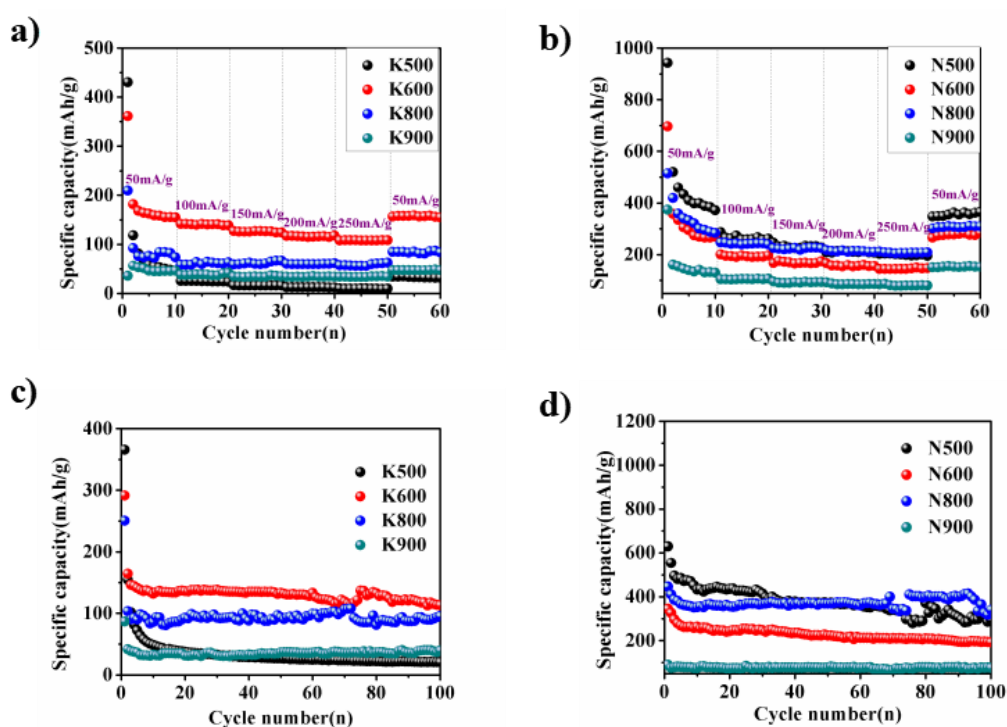 a)
Specific capacity(mAh/g)
500
400
300
200
100
0
K500
K600
K800
K900
50mA/g
100mA/g
150mA/g
200mA/g
250mA/g
50mA/g
0 10 20 30 40 50 60
Cycle number(n)
b)
Specific capacity(mAh/g)
1000
800
600
400
200
N500
N600
N800
N900
50mA/g
100mA/g
150mA/g
200mA/g
250mA/g
50mA/g
0 10 20 30 40 50 60
Cycle number(n)
c)
Specific capacity(mAh/g)
400
300
200
100
0
K500
K600
K800
K900
0 20 40 60 80 100
Cycle number(n)
d)
Specific capacity(mAh/g)
1200
1000
800
600
400
200
N500
N600
N800
N900
0 20 40 60 80 100
Cycle number(n)